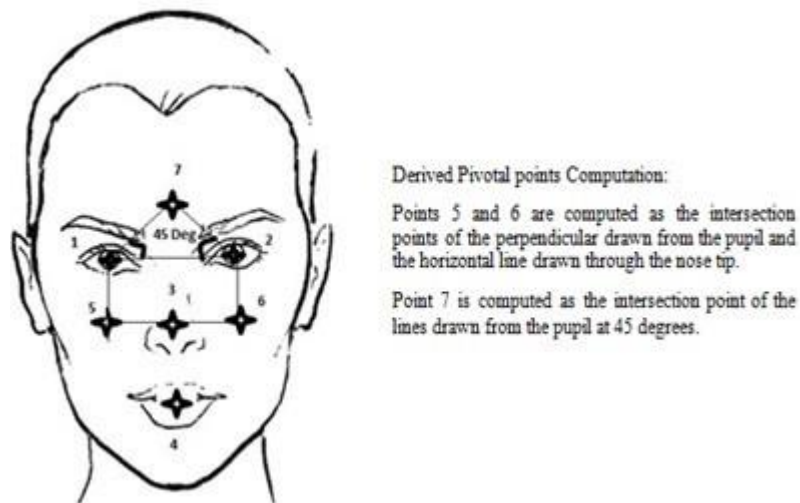 7
1
45 Deg
2
3
5
6
4
Derived Pivotal points Computation:
Points 5 and 6 are computed as the intersection
points of the perpendicular drawn from the pupil and
the horizontal line drawn through the nose tip.
Point 7 is computed as the intersection point of the
lines drawn from the pupil at 45 degrees.